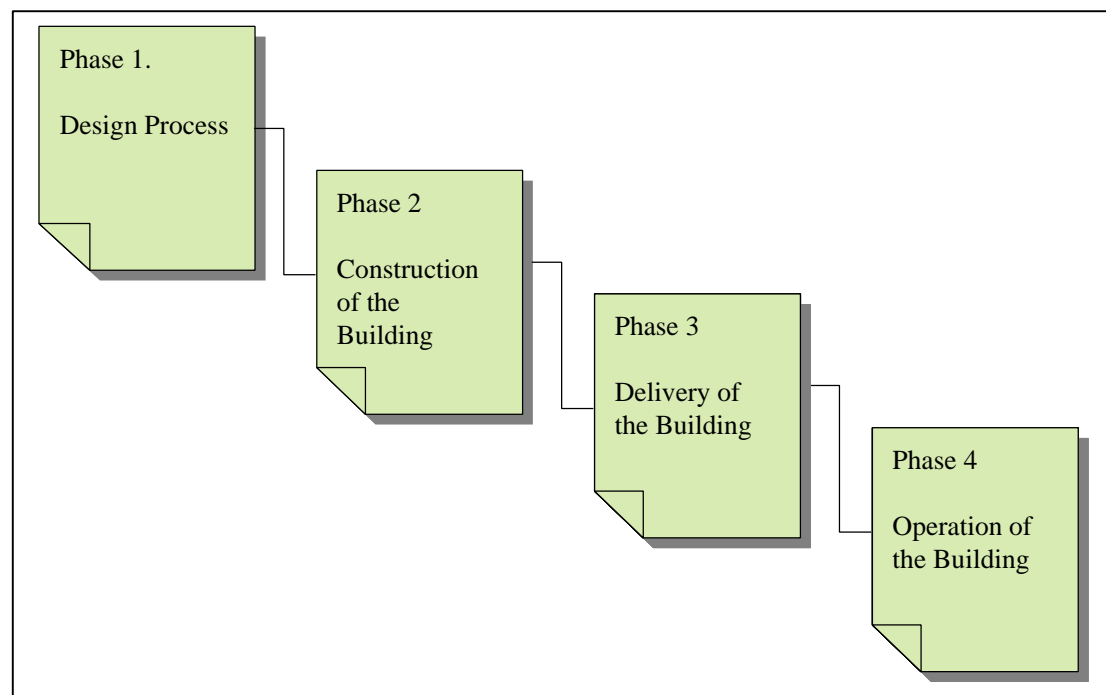 Phase 1.
Design Process
Phase 2
Construction
of the
Building
Phase 3
Delivery of
the Building
Phase 4
Operation of
the Building